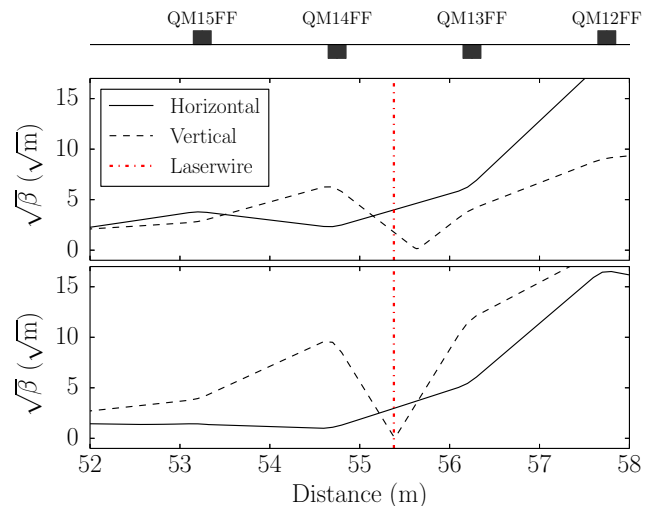 QM15FF QM14FF QM13FF QM12FF
15
10
5
0
√β (√m)
Horizontal
Vertical
Laserwire
15
10
5
0
√β (√m)
52 53 54 55 56 57 58
Distance (m)